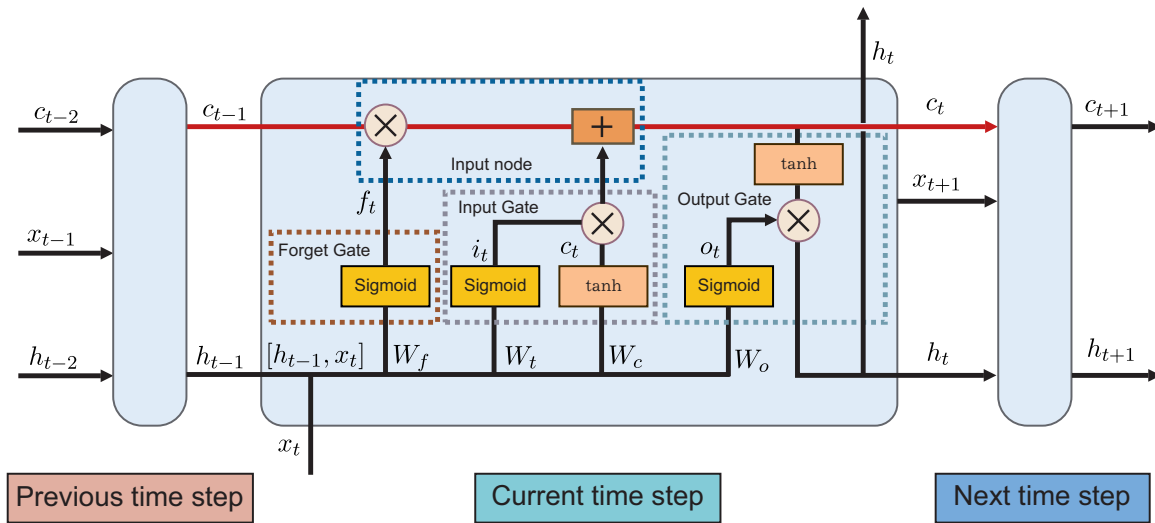 h_t
c_{t-2}
c_{t-1}
×
+
c_t
c_{t+1}
Input node
tanh
x_{t+1}
f_t
Input Gate
×
Output Gate
×
x_{t-1}
Forget Gate
i_t
c_t
o_t
Sigmoid
Sigmoid
tanh
Sigmoid
h_{t-2}
h_{t-1}
[h_{t-1}, x_t]
W_f
W_t
W_c
W_o
h_t
h_{t+1}
x_t
Previous time step
Current time step
Next time step